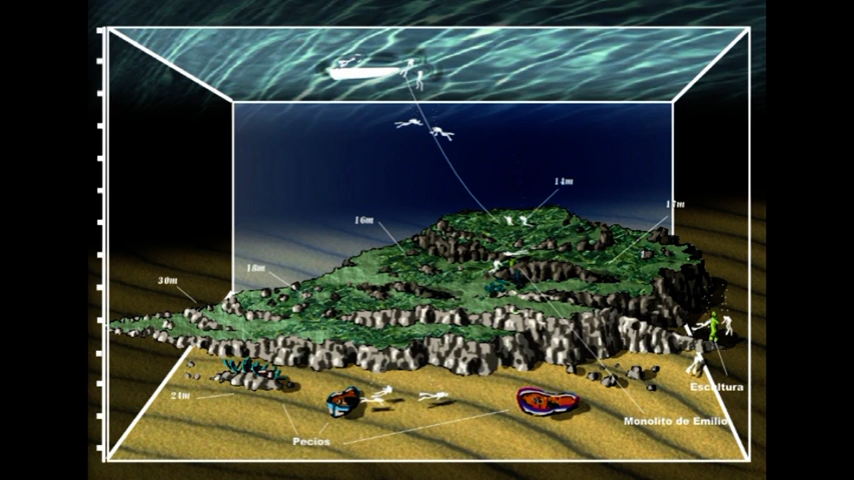 14m
17m
16m
18m
30m
24m
Escultura
Monolito de Emilio
Pecios